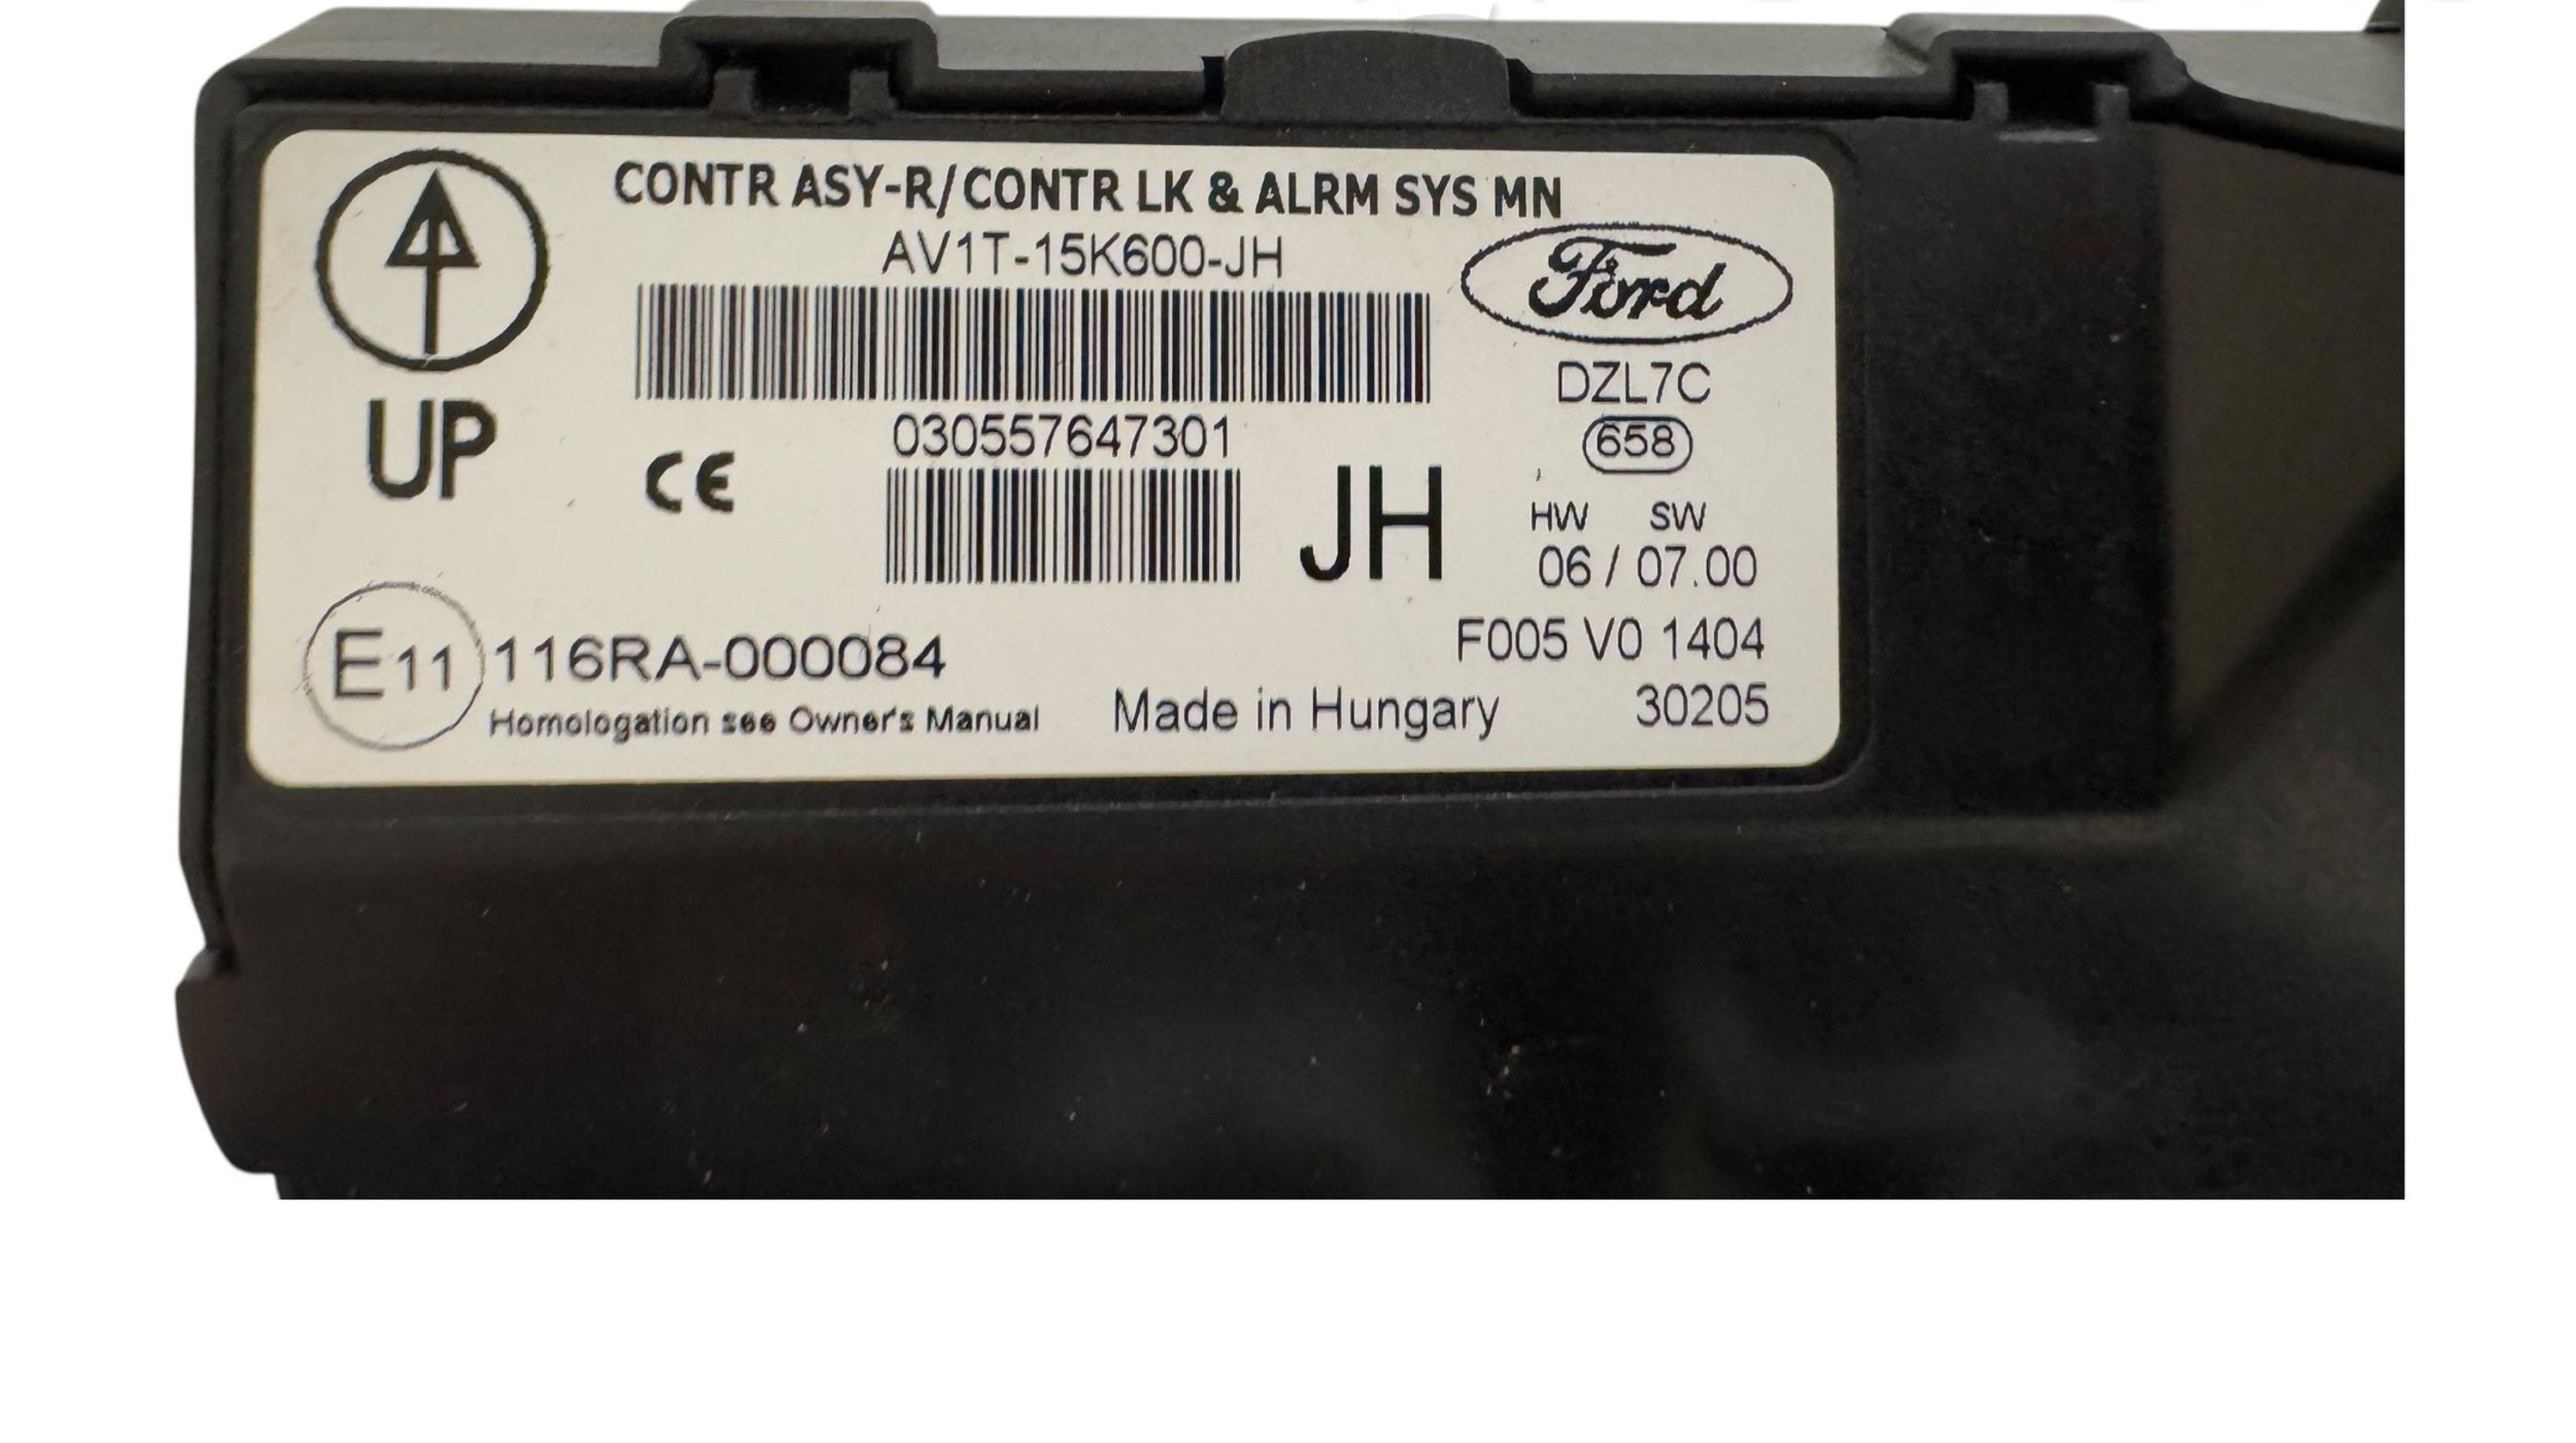 CONTR ASY-R/CONTR LK & ALRM SYS MN
AV1T-15K600-JH
Ford
UP
DZL7C
030557647301
658
CE
JH
HW SW
06 / 07.00
E11 116RA-000084
F005 V0 1404
Homologation see Owner's Manual
Made in Hungary
30205